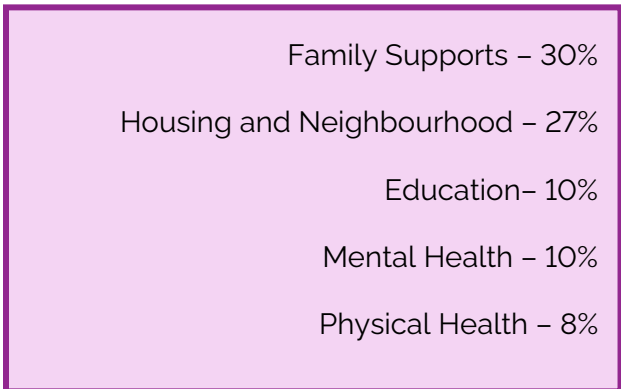 Family Supports – 30%
Housing and Neighbourhood – 27%
Education– 10%
Mental Health – 10%
Physical Health – 8%